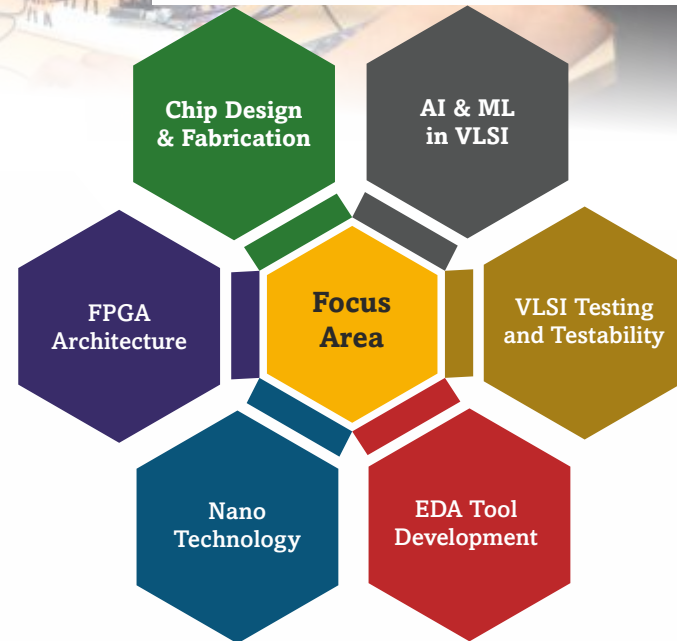 Chip Design
& Fabrication
AI & ML
in VLSI
FPGA
Architecture
Focus
Area
VLSI Testing
and Testability
Nano
Technology
EDA Tool
Development